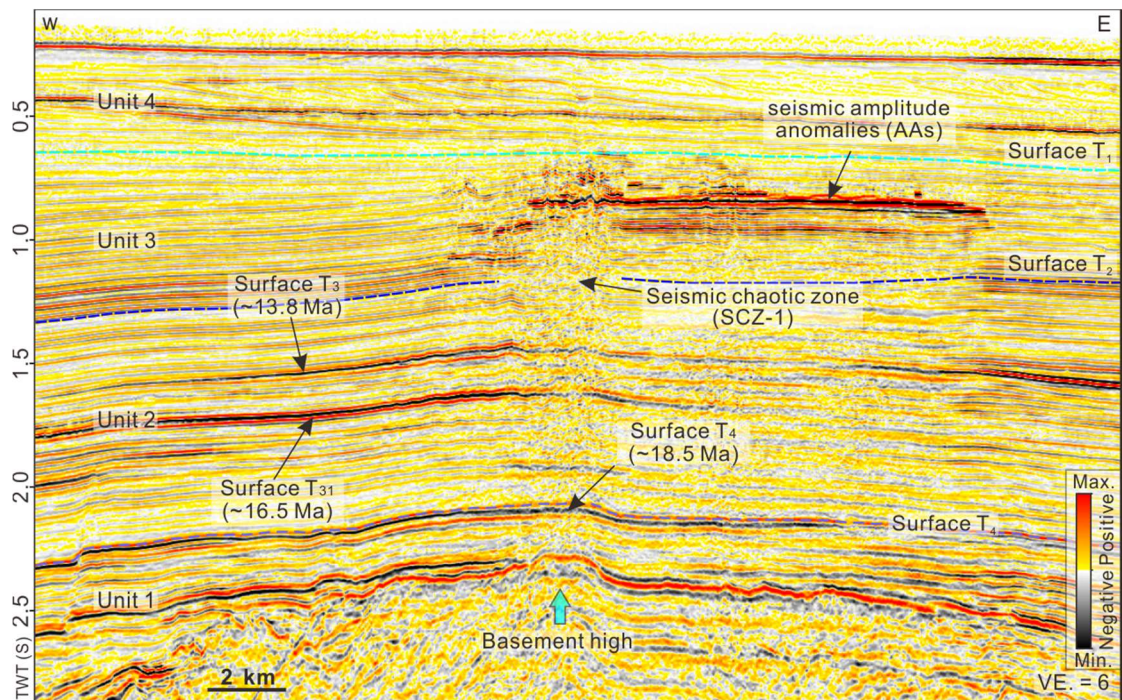 W
E
Unit 4
seismic amplitude
anomalies (AAs)
0.5
Surface T1
Unit 3
1.0
Surface T2
Surface T3
(~13.8 Ma)
Seismic chaotic zone
(SCZ-1)
1.5
Unit 2
Surface T4
(~18.5 Ma)
Surface T31
(~16.5 Ma)
2.0
Max.
Surface T4
Negative Positive
Unit 1
2.5
Basement high
TWT (S)
2 km
Min.
VE. = 6